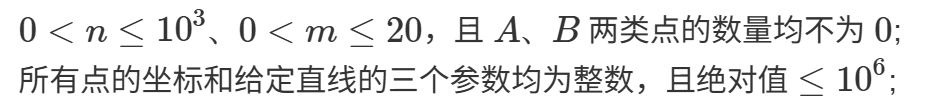 0 < n ≤ 10³、0 < m ≤ 20，且 A、B 两类点的数量均不为 0;
所有点的坐标和给定直线的三个参数均为整数，且绝对值 ≤ 10⁶;